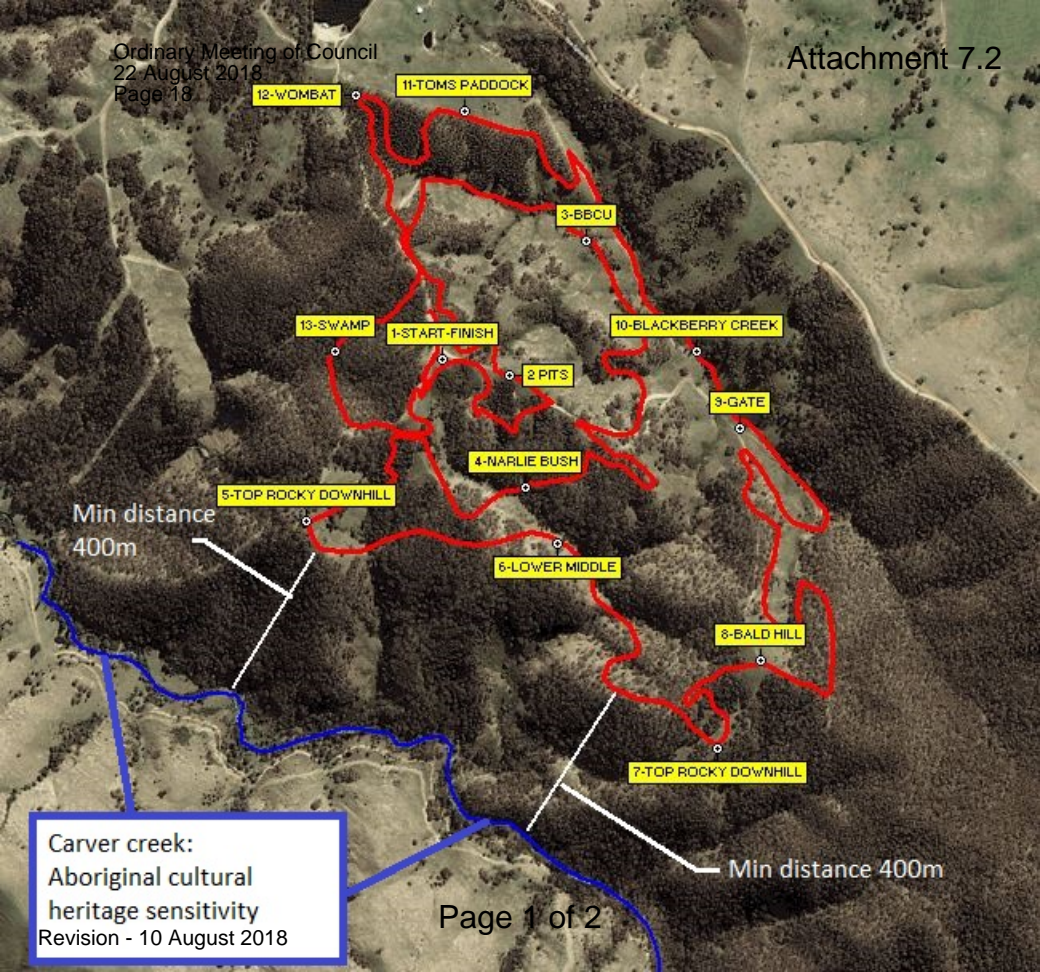 Ordinary Meeting of Council
22 August 2018
Page 18
Attachment 7.2
11-TOMS PADDOCK
12-WOMBAT
3-BBCU
13-SWAMP
1-START-FINISH
10-BLACKBERRY CREEK
2 PITS
9-GATE
4-NARLIE BUSH
5-TOP ROCKY DOWNHILL
Min distance
400m
6-LOWER MIDDLE
8-BALD HILL
7-TOP ROCKY DOWNHILL
Min distance 400m
Carver creek:
Aboriginal cultural
heritage sensitivity
Revision - 10 August 2018
Page 1 of 2